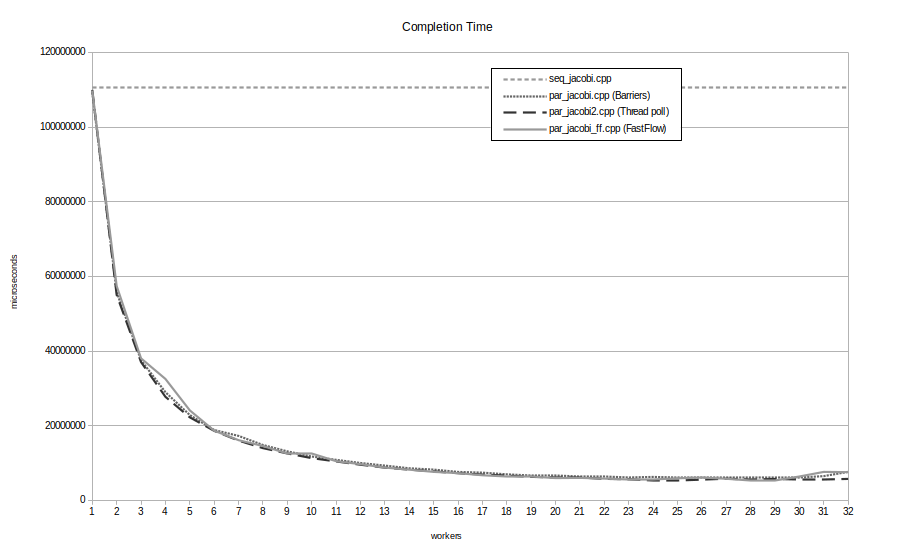 Completion Time
120000000
100000000
80000000
60000000
40000000
20000000
0
microseconds
seq_jacobi.cpp
par_jacobi.cpp (Barriers)
par_jacobi2.cpp (Thread poll)
par_jacobi_ff.cpp (FastFlow)
1 2 3 4 5 6 7 8 9 10 11 12 13 14 15 16 17 18 19 20 21 22 23 24 25 26 27 28 29 30 31 32
workers